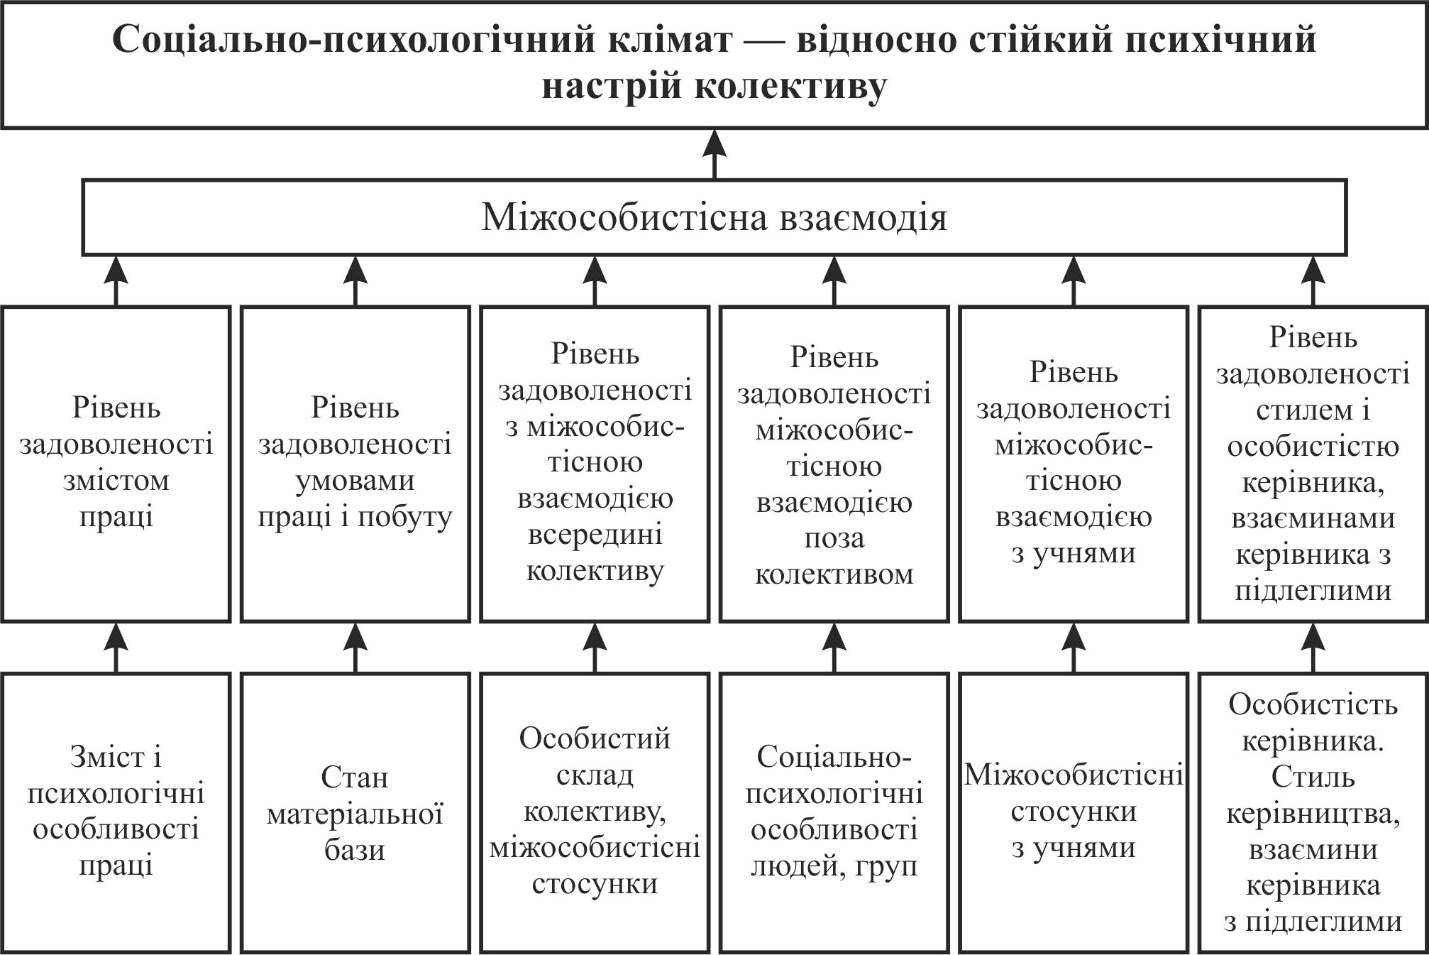 Соціально-психологічний клімат — відносно стійкий психічний
настрій колективу
Міжособистісна взаємодія
Рівень
задоволеності
змістом
праці
Рівень
задоволеності
умовами
праці і побуту
Рівень
задоволеності
з міжособис-
тісною
взаємодією
всередині
колективу
Рівень
задоволеності
міжособис-
тісною
взаємодією
поза
колективом
Рівень
задоволеності
міжособис-
тісною
взаємодією
з учнями
Рівень
задоволеності
стилем і
особистістю
керівника,
взаєминами
керівника з
підлеглими
Зміст і
психологічні
особливості
праці
Стан
матеріальної
бази
Особистий
склад
колективу,
міжособистісні
стосунки
Соціально-
психологічні
особливості
людей, груп
Міжособистісні
стосунки
з учнями
Особистість
керівника.
Стиль
керівництва,
взаємини
керівника
з підлеглими